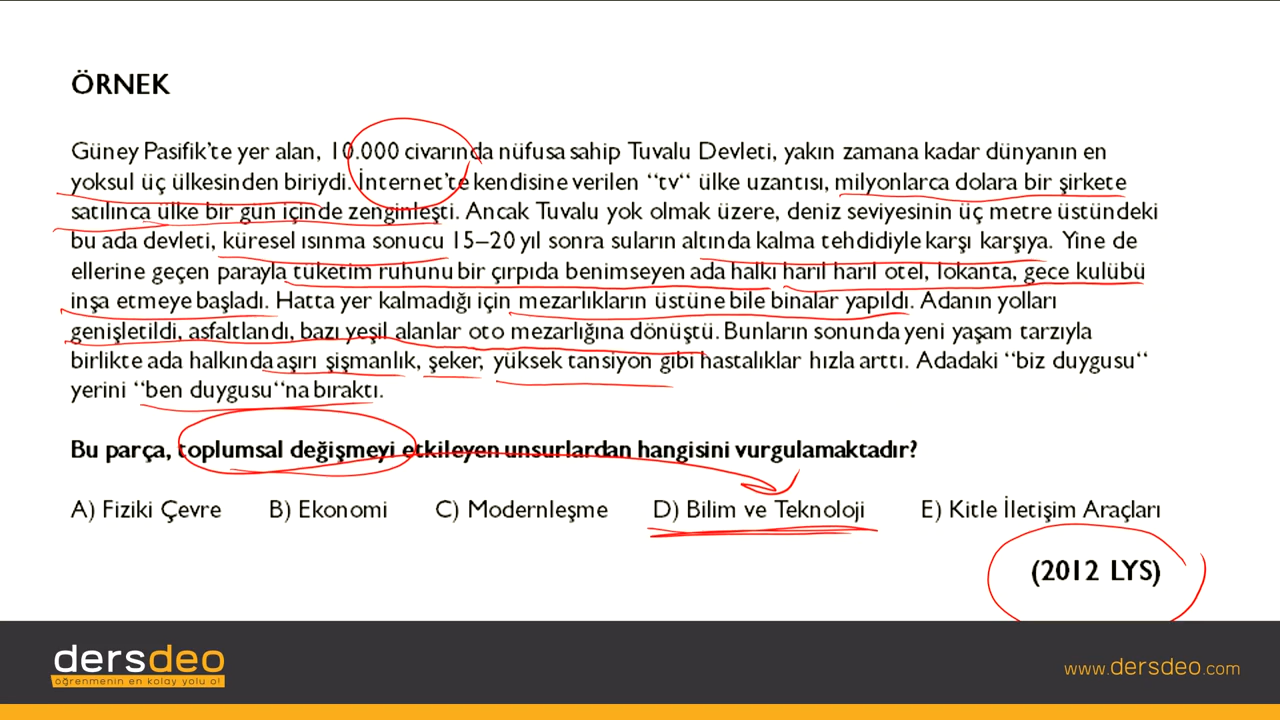 ÖRNEK
Güney Pasifik'te yer alan, 10.000 civarında nüfusa sahip Tuvalu Devleti, yakın zamana kadar dünyanın en
yoksul üç ülkesinden biriydi. İnternet'te kendisine verilen “tv“ ülke uzantısı, milyonlarca dolara bir şirkete
satılınca ülke bir gün içinde zenginleşti. Ancak Tuvalu yok olmak üzere, deniz seviyesinin üç metre üstündeki
bu ada devleti, küresel ısınma sonucu 15–20 yıl sonra suların altında kalma tehdidiyle karşı karşıya. Yine de
ellerine geçen parayla tüketim ruhunu bir çırpıda benimseyen ada halkı harıl harıl otel, lokanta, gece kulübü
inşa etmeye başladı. Hatta yer kalmadığı için mezarlıkların üstüne bile binalar yapıldı. Adanın yolları
genişletildi, asfaltlandı, bazı yeşil alanlar oto mezarlığına dönüştü. Bunların sonunda yeni yaşam tarzıyla
birlikte ada halkında aşırı şişmanlık, şeker, yüksek tansiyon gibi hastalıklar hızla arttı. Adadaki “biz duygusu“
yerini “ben duygusu“na bıraktı.
Bu parça, toplumsal değişmeyi etkileyen unsurlardan hangisini vurgulamaktadır?
A) Fiziki Çevre B) Ekonomi C) Modernleşme D) Bilim ve Teknoloji E) Kitle İletişim Araçları
(2012 LYS)
dersdeo
öğrenmenin en kolay yolu o!
www.dersdeo.com